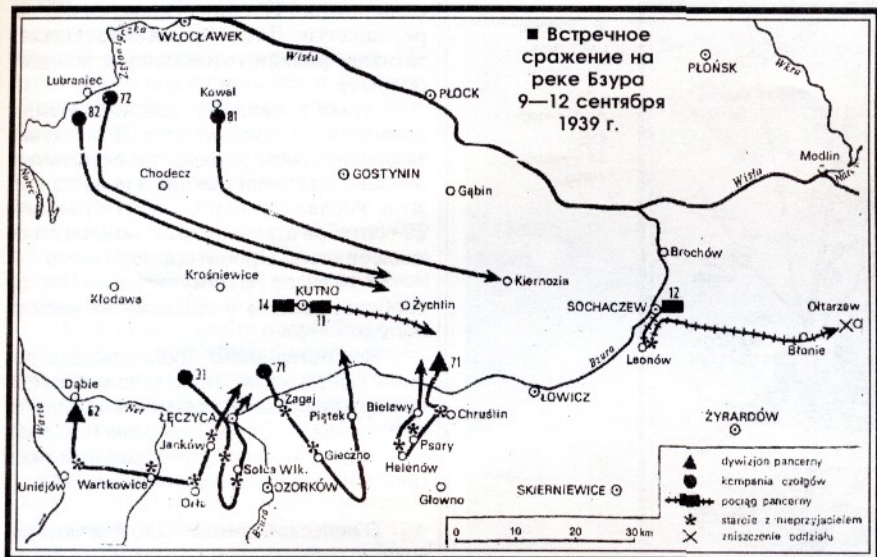 ■ Встречное
сражение на
реке Бзура
9—12 сентября
1939 г.
WŁOCŁAWEK
Wisła
PŁOŃSK
Wkra
Lubraniec
Kowal
PŁOCK
82
72
81
Modlin
Chodecz
GOSTYNIN
Gąbin
Wisła
Noteć
Brochów
Krośniewice
Kiernozia
Kłodawa
KUTNO
14
11
Żychlin
SOCHACZEW
12
Ołtarzew
Błonie
Leonów
Bzura
31
71
71
Dąbie
Ner
62
Zagaj
Bielawy
Chruślin
ŁOWICZ
Warta
ŁĘCZYCA
Piątek
ŻYRARDÓW
Janków
Psary
Gieczno
Helenów
Solca Wlk.
Uniejów
Wartkowice
OZORKÓW
Głowno
SKIERNIEWICE
Orła
Bzura
0 10 20 30 km
▲ dywizjon pancerny
● kompania czołgów
pociąg pancerny
* starcie z nieprzyjacielem
× zniszczenie oddziału